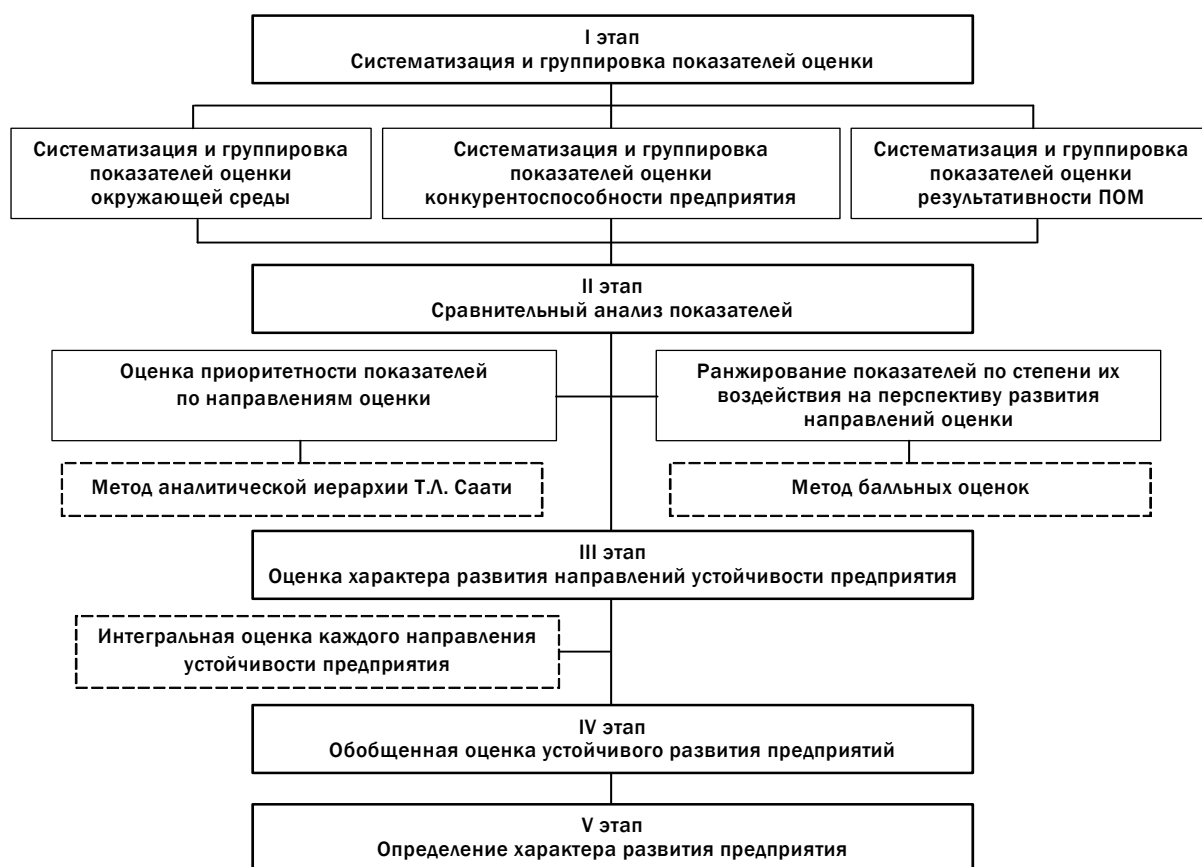 I этап
Систематизация и группировка показателей оценки
Систематизация и группировка
показателей оценки
окружающей среды
Систематизация и группировка
показателей оценки
конкурентоспособности предприятия
Систематизация и группировка
показателей оценки
результативности ПОМ
II этап
Сравнительный анализ показателей
Оценка приоритетности показателей
по направлениям оценки
Ранжирование показателей по степени их
воздействия на перспективу развития
направлений оценки
Метод аналитической иерархии Т.Л. Саати
Метод балльных оценок
III этап
Оценка характера развития направлений устойчивости предприятия
Интегральная оценка каждого направления
устойчивости предприятия
IV этап
Обобщенная оценка устойчивого развития предприятий
V этап
Определение характера развития предприятия